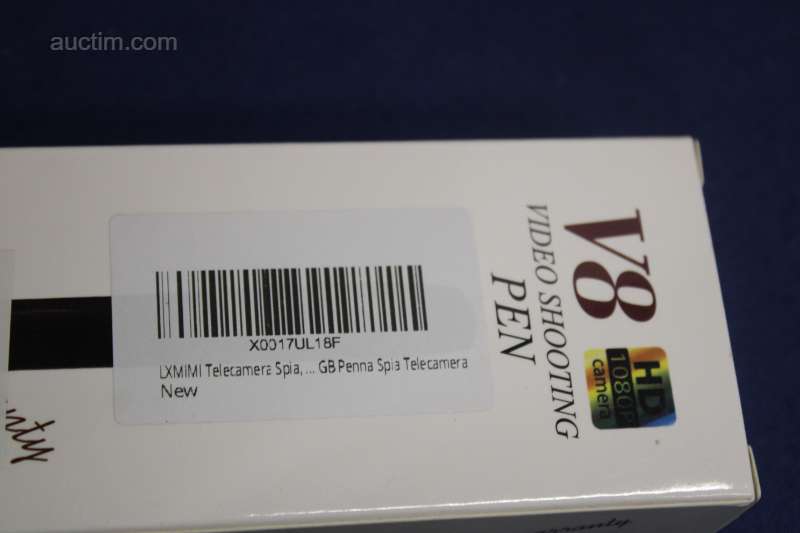 auctim.com
X0017UL18F
LXMIMI Telecamera Spia, ... GB Penna Spia Telecamera
New
V8
VIDEO SHOOTING
PEN
HD
1080P
camera